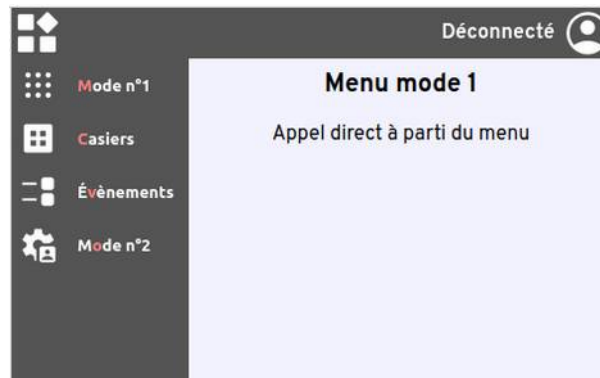 Déconnecté
Mode n°1
Casiers
Évènements
Mode n°2
Menu mode 1
Appel direct à parti du menu